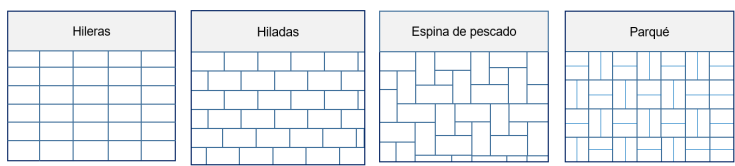 Hileras
Hiladas
Espina de pescado
Parqué